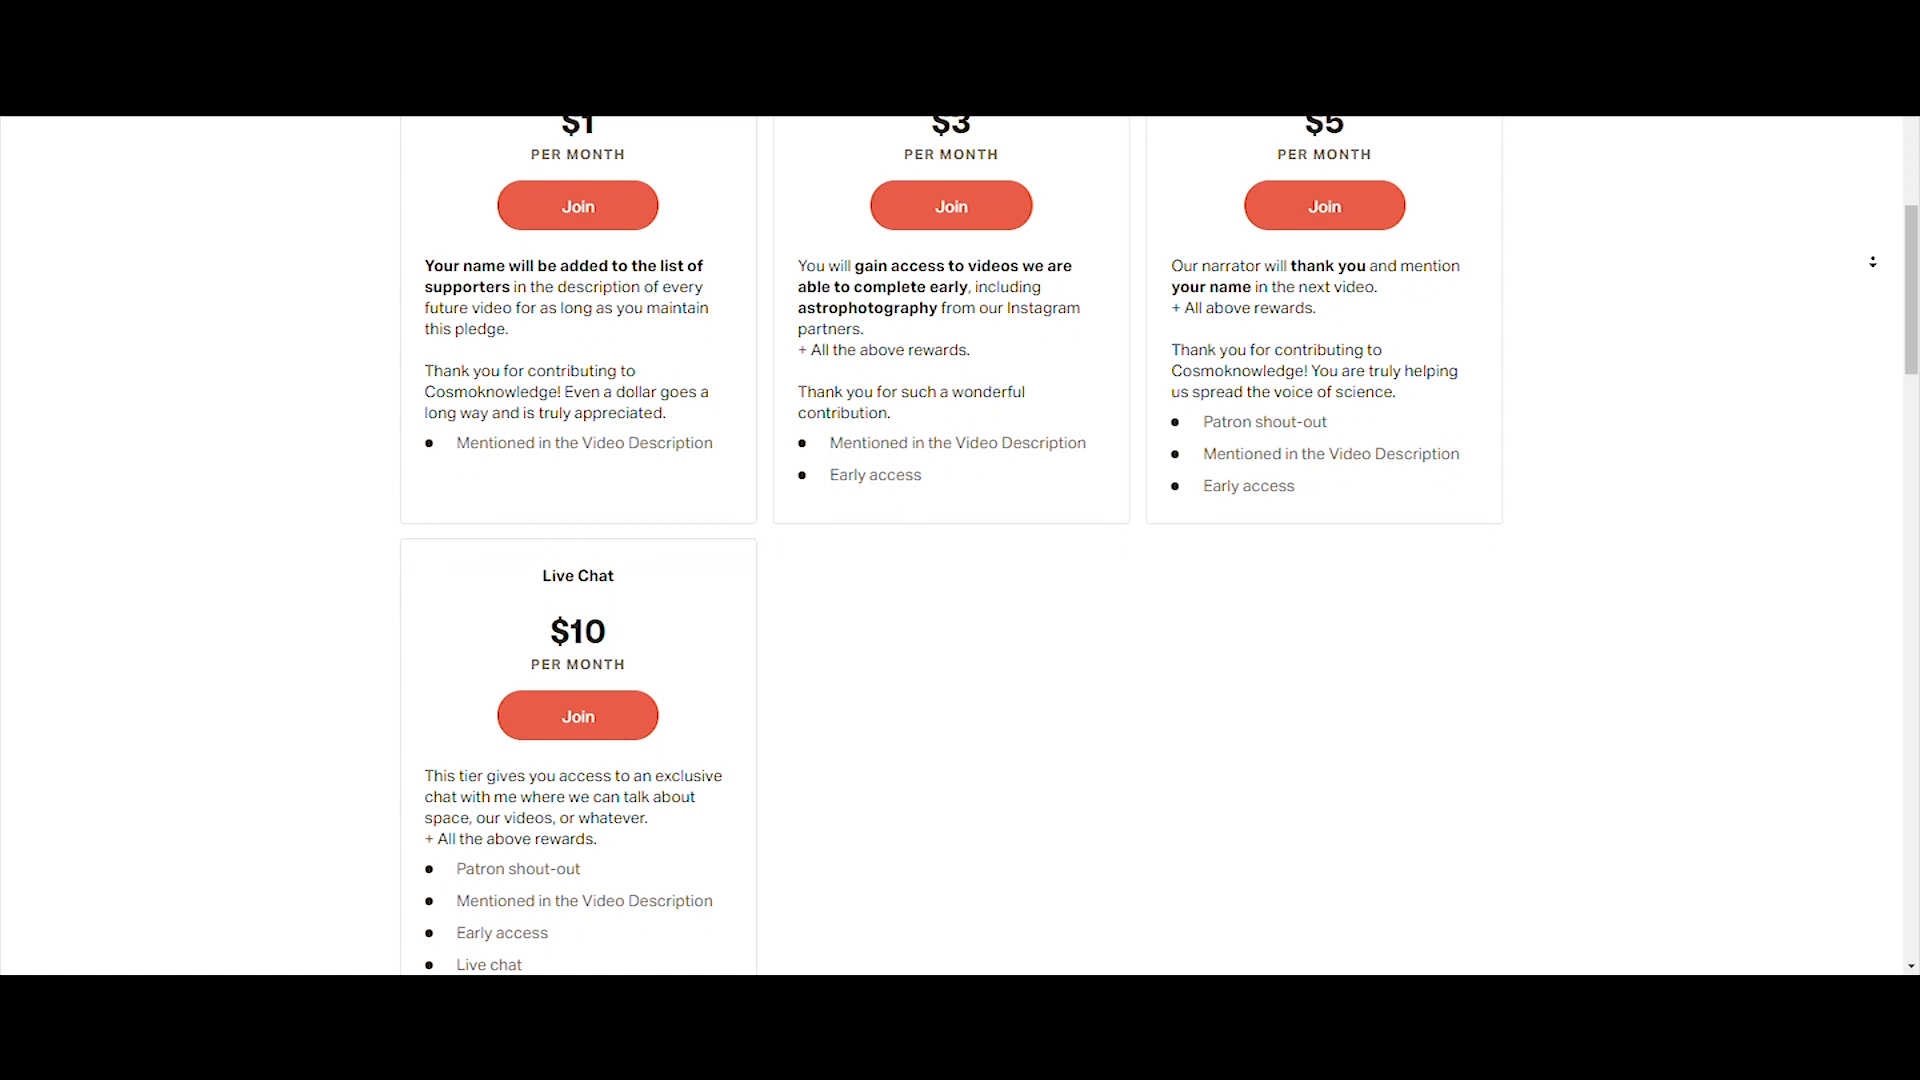 $1
PER MONTH
Join
Your name will be added to the list of
supporters in the description of every
future video for as long as you maintain
this pledge.
Thank you for contributing to
Cosmoknowledge! Even a dollar goes a
long way and is truly appreciated.
Mentioned in the Video Description
$3
PER MONTH
Join
You will gain access to videos we are
able to complete early, including
astrophotography from our Instagram
partners.
+ All the above rewards.
Thank you for such a wonderful
contribution.
Mentioned in the Video Description
Early access
$5
PER MONTH
Join
Our narrator will thank you and mention
your name in the next video.
+ All above rewards.
Thank you for contributing to
Cosmoknowledge! You are truly helping
us spread the voice of science.
Patron shout-out
Mentioned in the Video Description
Early access
Live Chat
$10
PER MONTH
Join
This tier gives you access to an exclusive
chat with me where we can talk about
space, our videos, or whatever.
+ All the above rewards.
Patron shout-out
Mentioned in the Video Description
Early access
Live chat